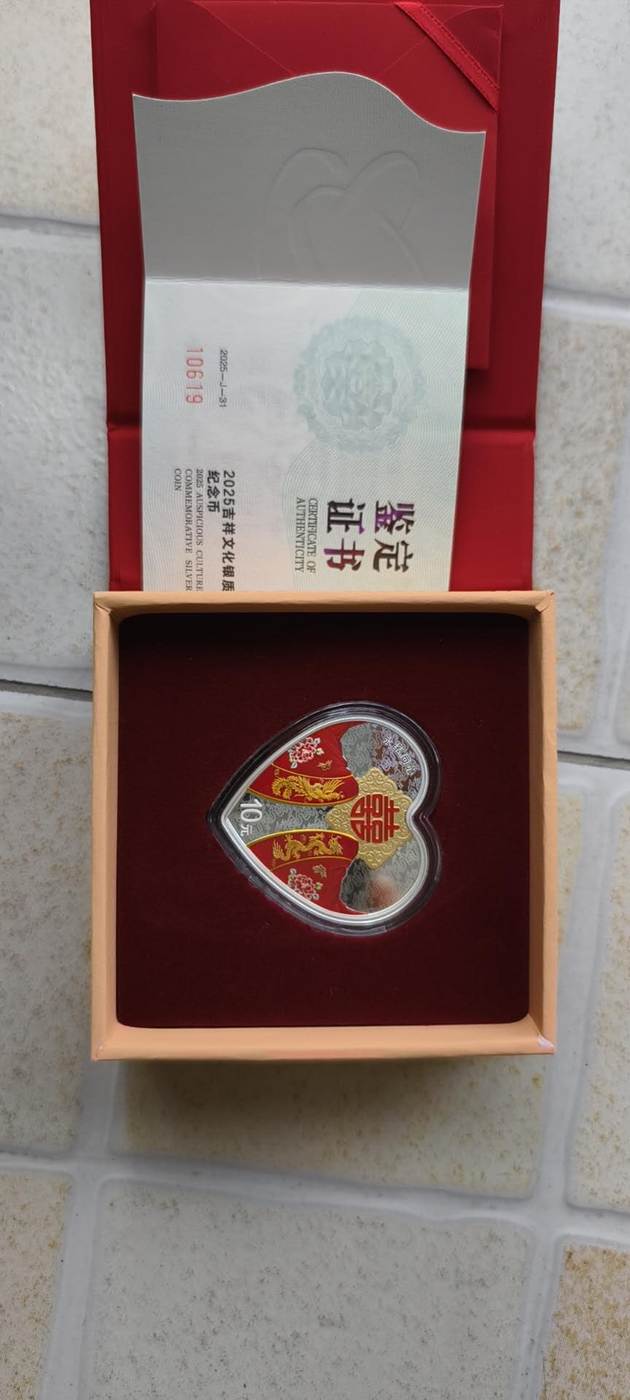 鉴定
证书
CERTIFICATE OF
AUTHENTICITY
2025—J—31
10619
2025吉祥文化银质
纪念币
2025 AUSPICIOUS CULTURE
COMMEMORATIVE SILVER
COIN
囍
10元